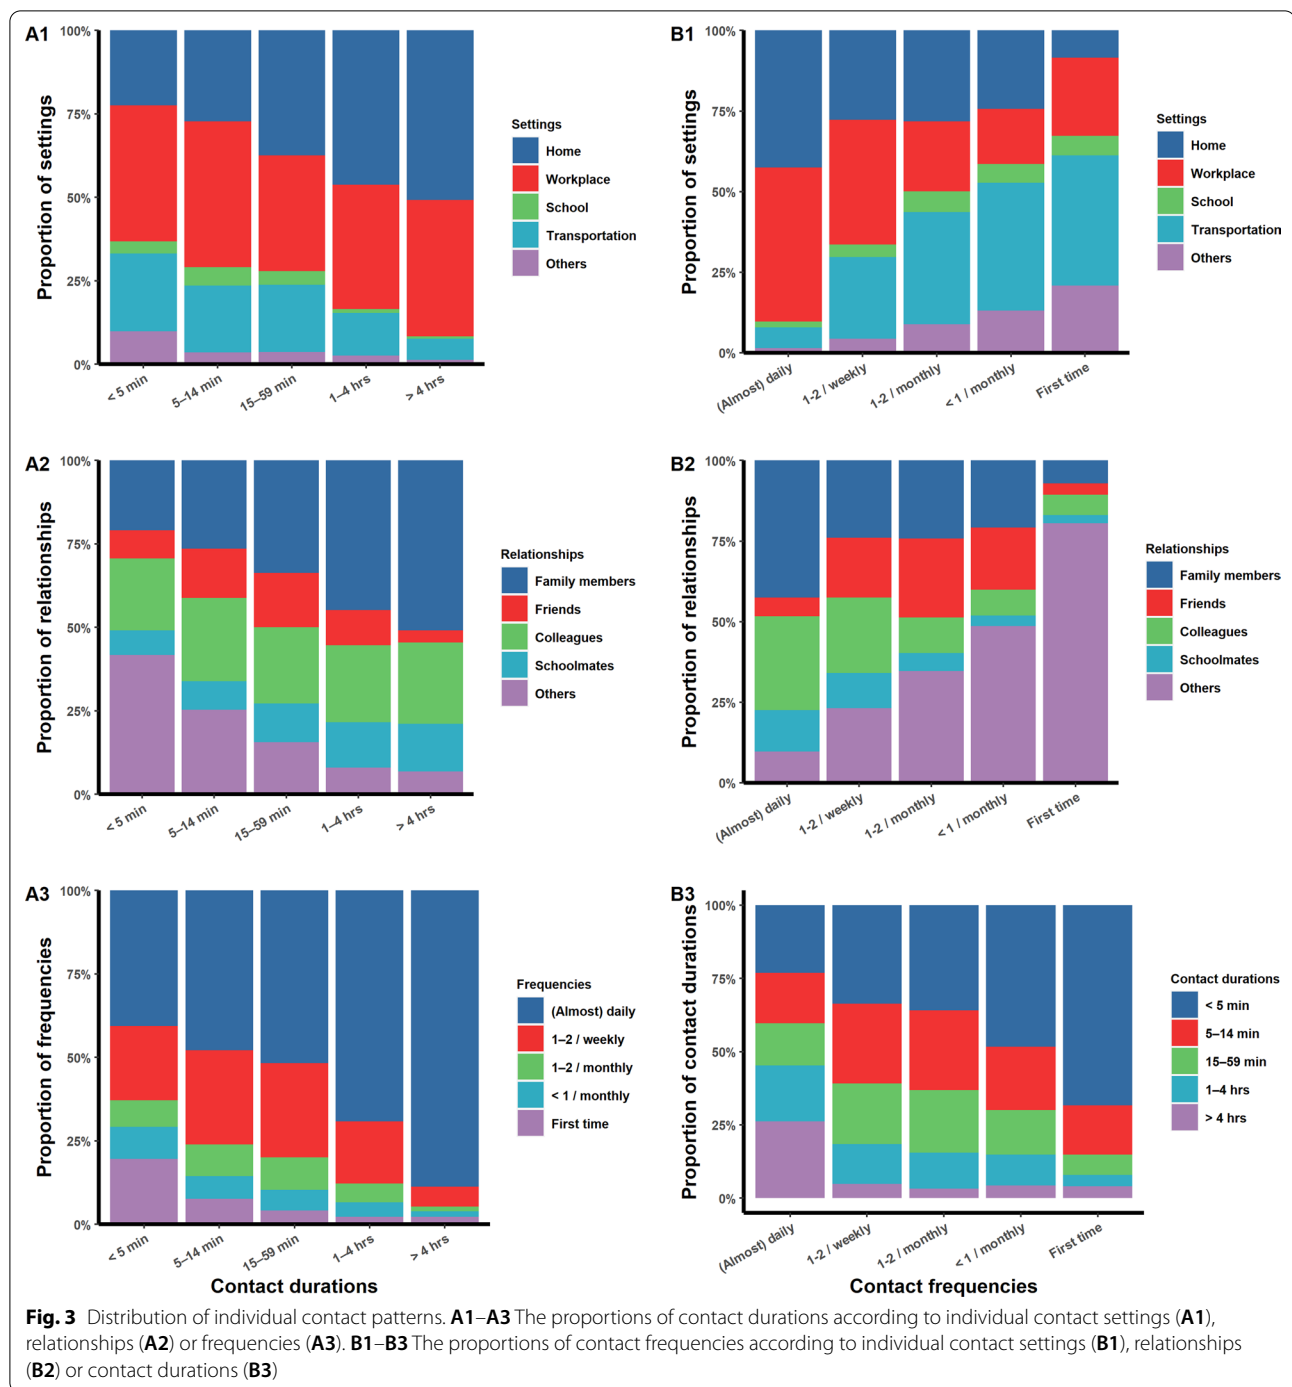 A1
Proportion of settings
100%
75%
50%
25%
0%
< 5 min
5–14 min
15–59 min
1–4 hrs
> 4 hrs
Settings
Home
Workplace
School
Transportation
Others
B1
Proportion of settings
100%
75%
50%
25%
0%
(Almost) daily
1-2 / weekly
1-2 / monthly
< 1 / monthly
First time
Settings
Home
Workplace
School
Transportation
Others
A2
Proportion of relationships
100%
75%
50%
25%
0%
< 5 min
5–14 min
15–59 min
1–4 hrs
> 4 hrs
Relationships
Family members
Friends
Colleagues
Schoolmates
Others
B2
Proportion of relationships
100%
75%
50%
25%
0%
(Almost) daily
1-2 / weekly
1-2 / monthly
< 1 / monthly
First time
Relationships
Family members
Friends
Colleagues
Schoolmates
Others
A3
Proportion of frequencies
100%
75%
50%
25%
0%
< 5 min
5–14 min
15–59 min
1–4 hrs
> 4 hrs
Contact durations
Frequencies
(Almost) daily
1–2 / weekly
1–2 / monthly
< 1 / monthly
First time
B3
Proportion of contact durations
100%
75%
50%
25%
0%
(Almost) daily
1-2 / weekly
1-2 / monthly
< 1 / monthly
First time
Contact frequencies
Contact durations
< 5 min
5–14 min
15–59 min
1–4 hrs
> 4 hrs
Fig. 3 Distribution of individual contact patterns. A1–A3 The proportions of contact durations according to individual contact settings (A1),
relationships (A2) or frequencies (A3). B1–B3 The proportions of contact frequencies according to individual contact settings (B1), relationships
(B2) or contact durations (B3)